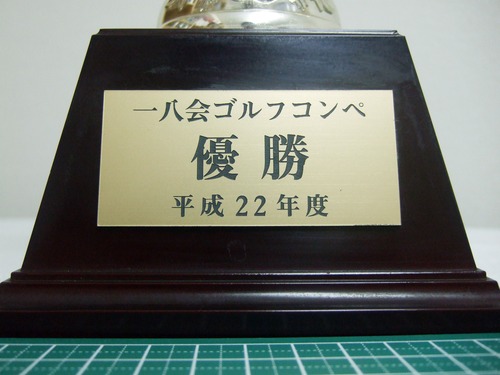 一八会ゴルフコンペ
優勝
平成22年度